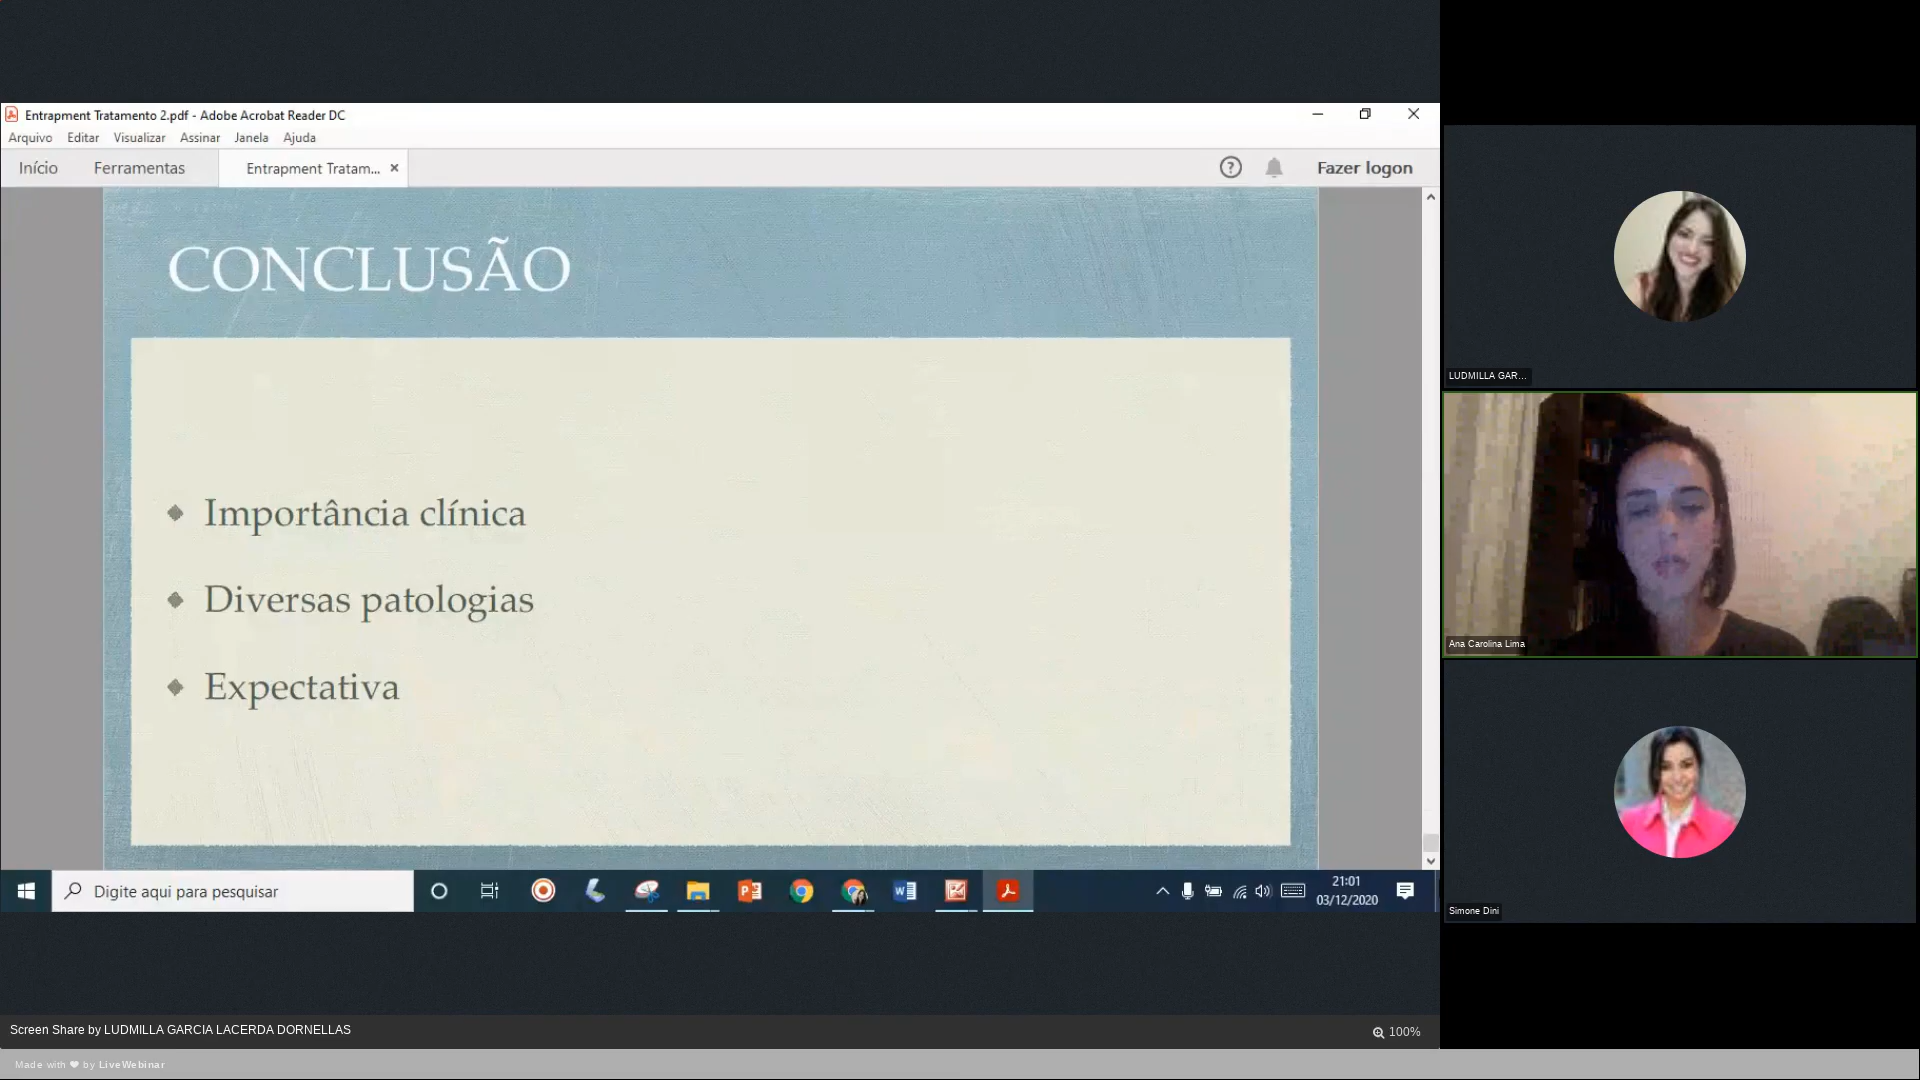 Entrapment Tratamento 2.pdf - Adobe Acrobat Reader DC
Arquivo Editar Visualizar Assinar Janela Ajuda
Início Ferramentas Entrapment Tratam... Fazer logon
CONCLUSÃO
Importância clínica
Diversas patologias
Expectativa
Digite aqui para pesquisar
21:01
03/12/2020
LUDMILLA GAR...
Ana Carolina Lima
Simone Dini
Screen Share by LUDMILLA GARCIA LACERDA DORNELLAS
100%
Made with ❤ by LiveWebinar